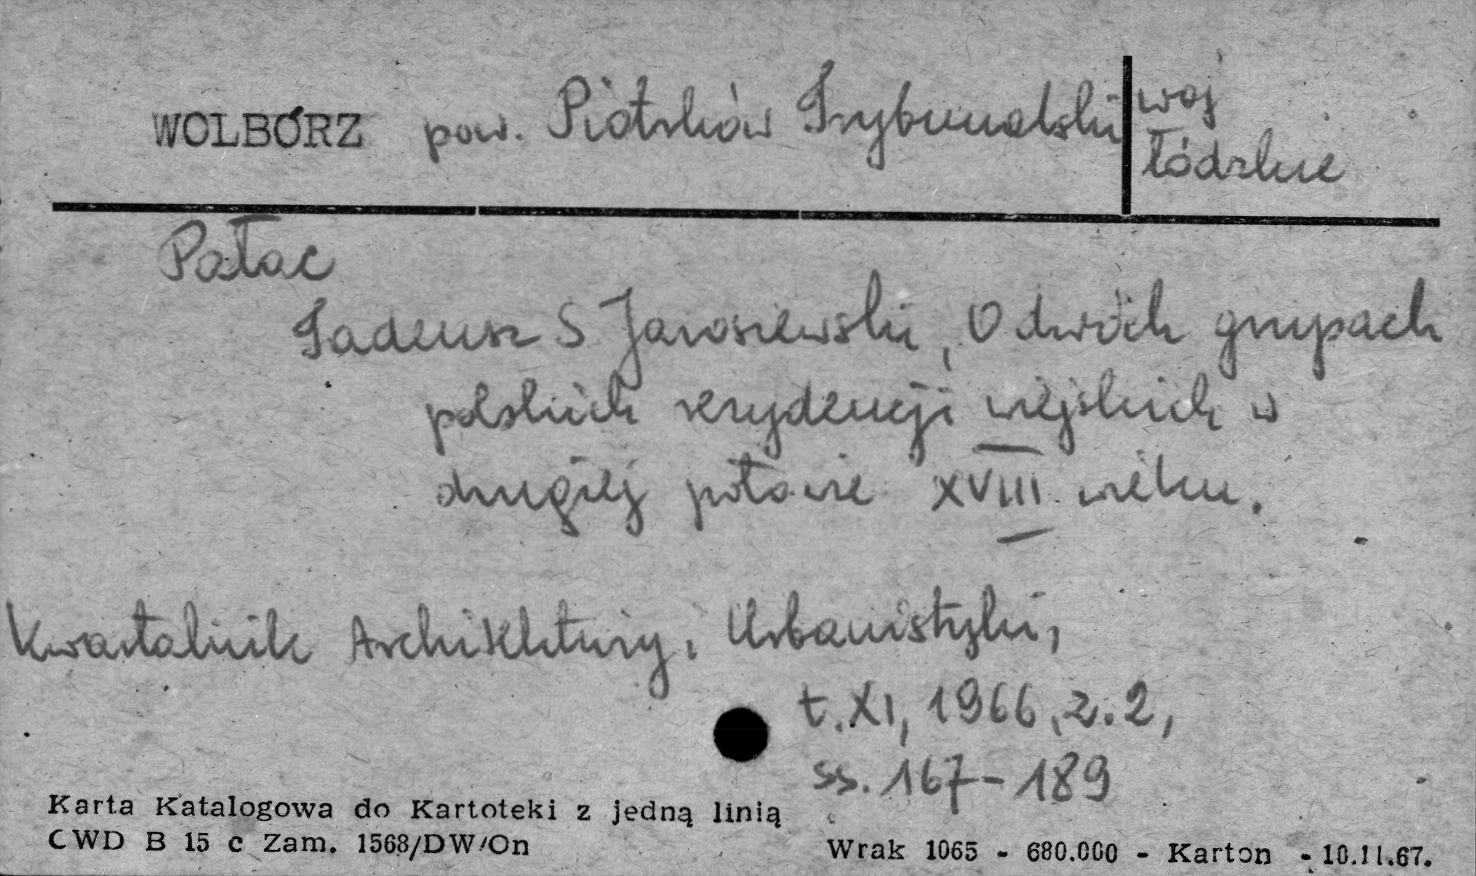 WOLBÓRZ pow. Piotrków Trybunalski
woj
łódzkie
Pałac
Tadeusz S Jaroszewski, O dwóch grupach
polskich rezydencji wiejskich w
drugiej połowie XVIII wieku.
Kwartalnik Architektury i Urbanistyki,
t. XI, 1966, z. 2,
ss. 167-189
Karta Katalogowa do Kartoteki z jedną linią
CWD B 15 c Zam. 1568/DW/On
Wrak 1065 - 680.000 - Karton - 10.11.67.